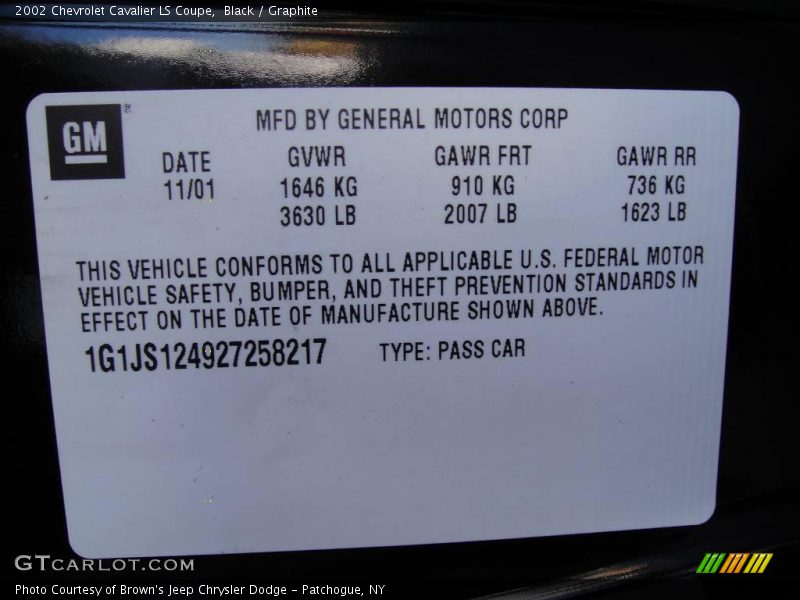 2002 Chevrolet Cavalier LS Coupe,  Black / Graphite
GM ®
MFD BY GENERAL MOTORS CORP
DATE GVWR GAWR FRT GAWR RR
11/01 1646 KG 910 KG 736 KG
3630 LB 2007 LB 1623 LB
THIS VEHICLE CONFORMS TO ALL APPLICABLE U.S. FEDERAL MOTOR
VEHICLE SAFETY, BUMPER, AND THEFT PREVENTION STANDARDS IN
EFFECT ON THE DATE OF MANUFACTURE SHOWN ABOVE.
1G1JS124927258217 TYPE: PASS CAR
GTCARLOT.COM
Photo Courtesy of Brown's Jeep Chrysler Dodge – Patchogue, NY